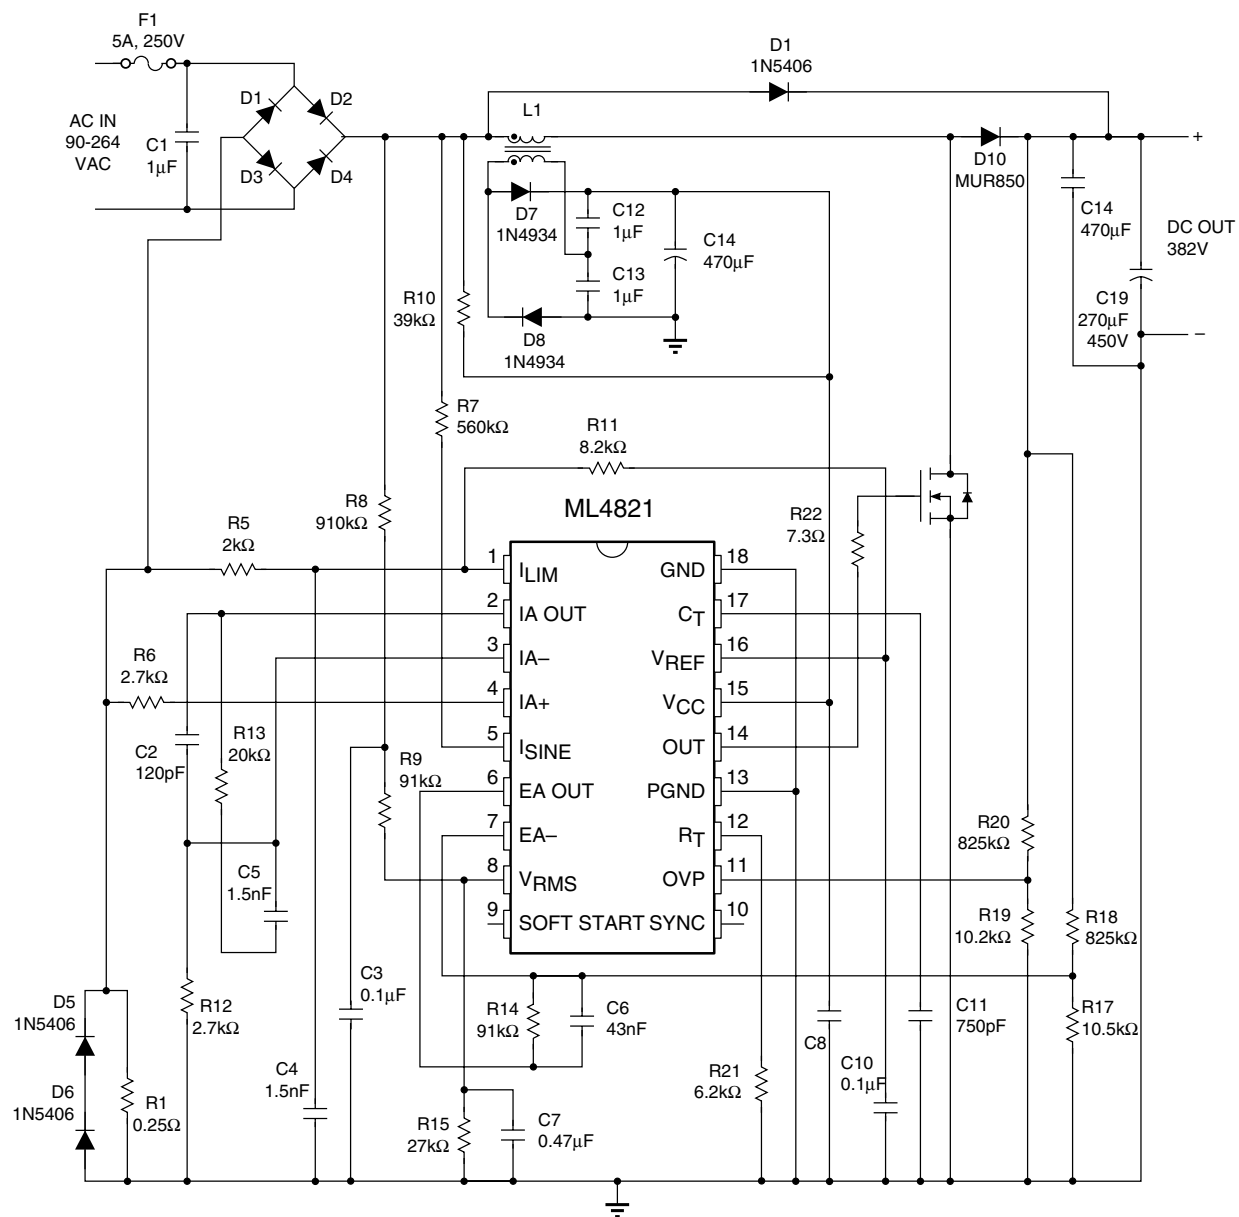 F1
5A, 250V
D1
1N5406
AC IN
90-264
VAC
C1
1µF
D1
D2
D3
D4
L1
D7
1N4934
C12
1µF
C13
1µF
C14
470µF
D8
1N4934
D10
MUR850
+
C14
470µF
DC OUT
382V
C19
270µF
450V
−
R10
39kΩ
R7
560kΩ
R11
8.2kΩ
R8
910kΩ
ML4821
R22
7.3Ω
R5
2kΩ
1
ILIM
GND
18
2
IA OUT
CT
17
3
IA−
VREF
16
4
IA+
VCC
15
5
ISINE
OUT
14
6
EA OUT
PGND
13
7
EA−
RT
12
8
VRMS
OVP
11
9
SOFT START
SYNC
10
R6
2.7kΩ
C2
120pF
R13
20kΩ
R9
91kΩ
C5
1.5nF
R20
825kΩ
R19
10.2kΩ
R18
825kΩ
D5
1N5406
R12
2.7kΩ
C3
0.1µF
R14
91kΩ
C6
43nF
C8
C11
750pF
R17
10.5kΩ
D6
1N5406
R1
0.25Ω
C4
1.5nF
R15
27kΩ
C7
0.47µF
R21
6.2kΩ
C10
0.1µF